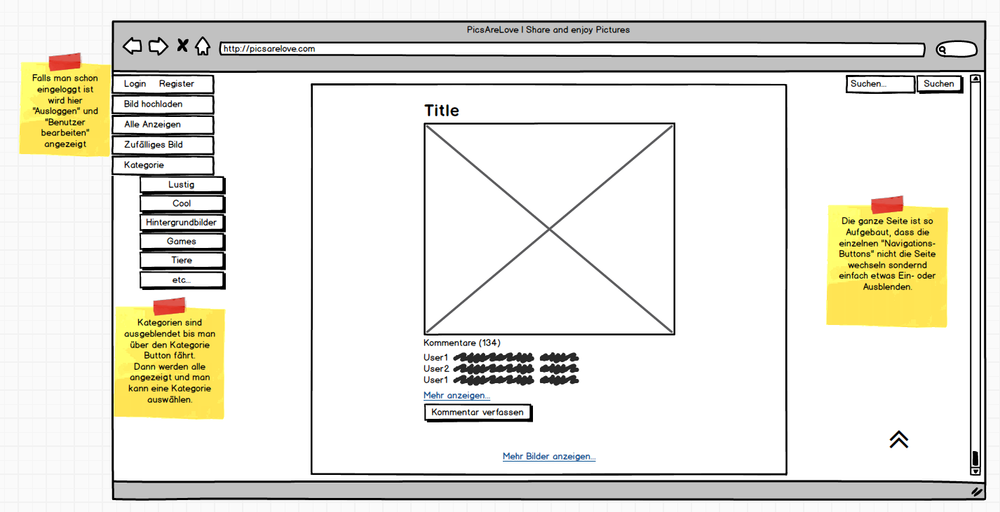 PicsAreLove | Share and enjoy Pictures
http://picsarelove.com
Falls man schon
eingeloggt ist
wird hier
"Ausloggen" und
"Benutzer
bearbeiten"
angezeigt
Login Register
Bild hochladen
Alle Anzeigen
Zufälliges Bild
Kategorie
Lustig
Cool
Hintergrundbilder
Games
Tiere
etc...
Kategorien sind
ausgeblendet bis man
über den Kategorie
Button fährt.
Dann werden alle
angezeigt und man
kann eine Kategorie
auswählen.
Title
Kommentare (134)
User1
User2
User1
Mehr anzeigen...
Kommentar verfassen
Mehr Bilder anzeigen...
Suchen... Suchen
Die ganze Seite ist so
Aufgebaut, dass die
einzelnen "Navigations-
Buttons" nicht die Seite
wechseln sondernd
einfach etwas Ein- oder
Ausblenden.